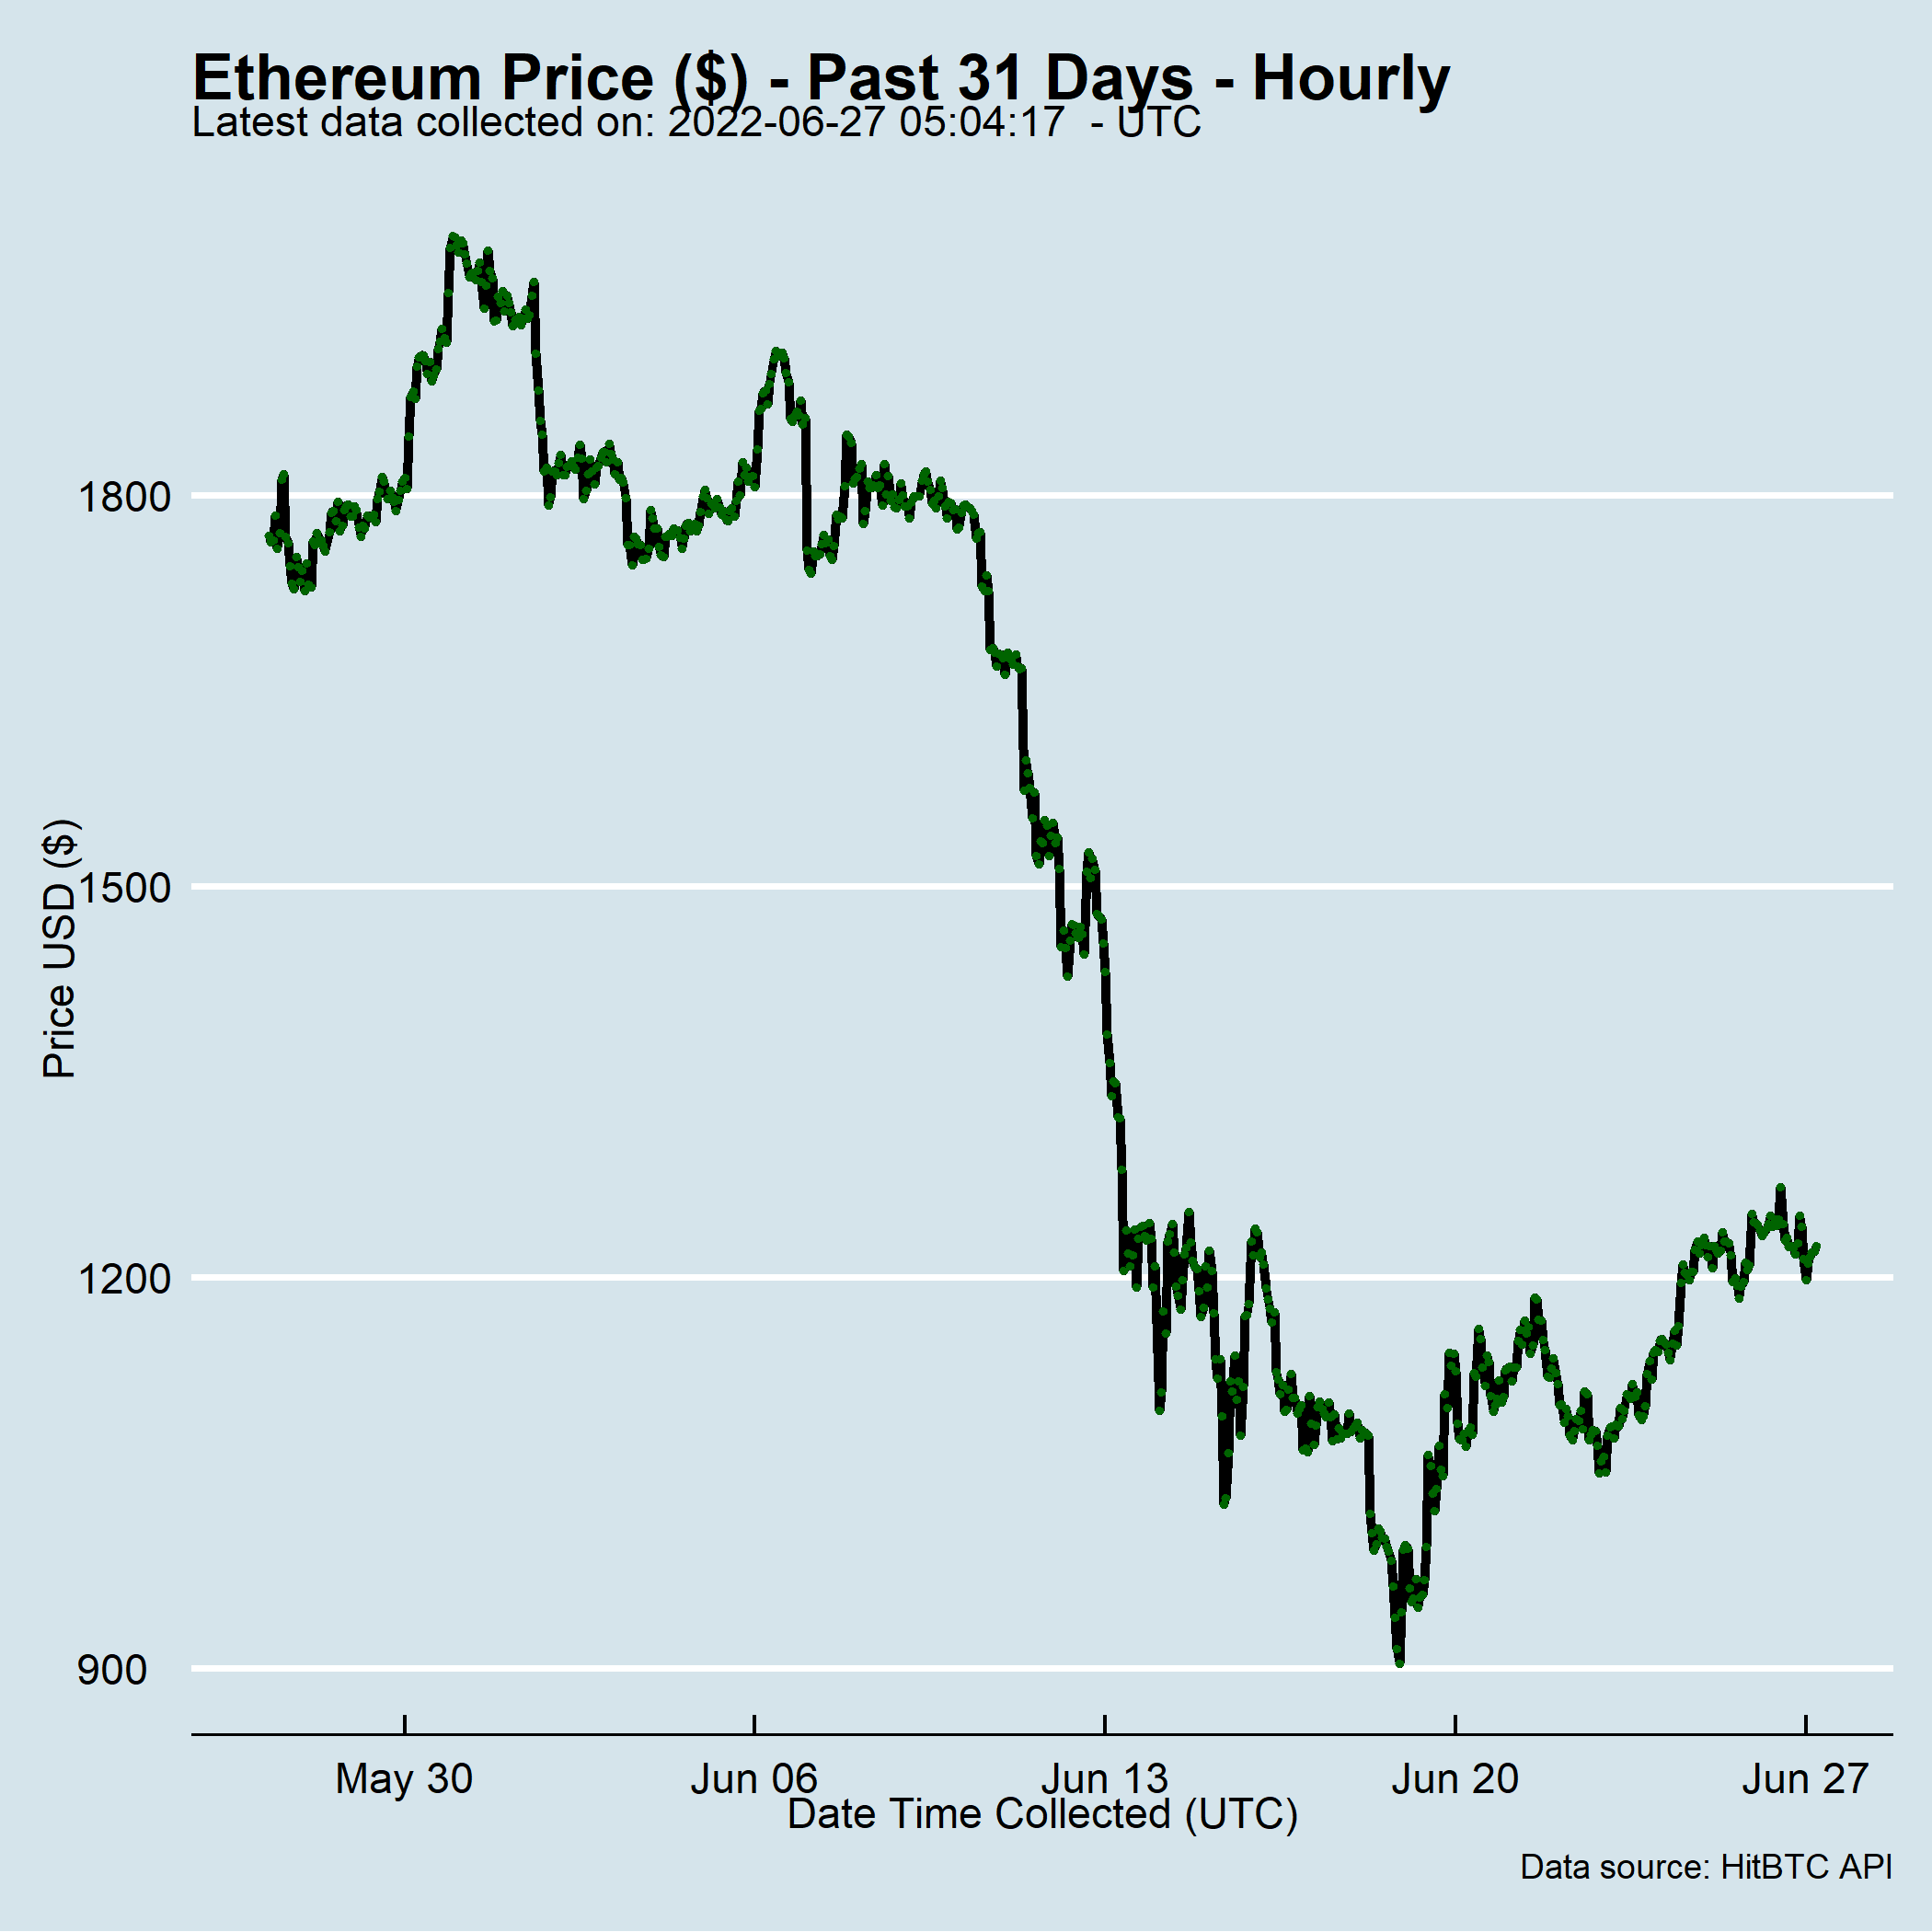 Ethereum Price ($) - Past 31 Days - Hourly
Latest data collected on: 2022-06-27 05:04:17  - UTC
Price USD ($)
1800
1500
1200
900
May 30
Jun 06
Jun 13
Jun 20
Jun 27
Date Time Collected (UTC)
Data source: HitBTC API